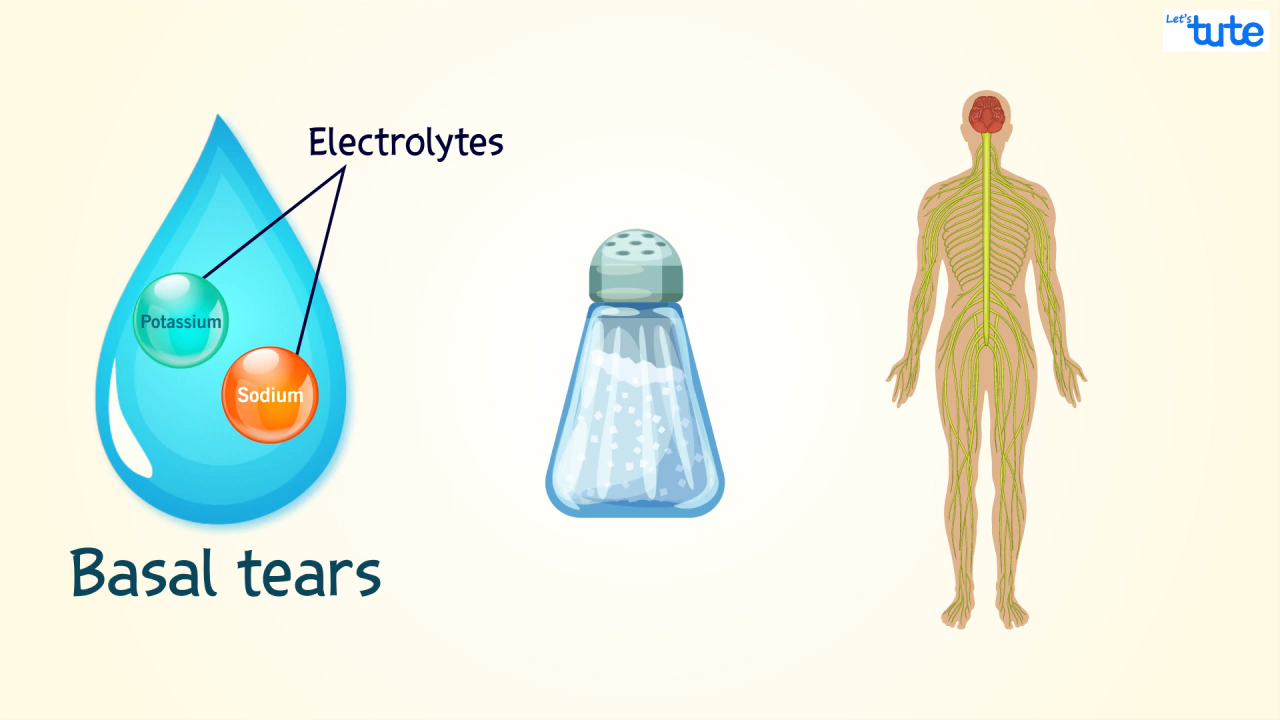 Let's
tute
Electrolytes
Potassium
Sodium
Basal tears